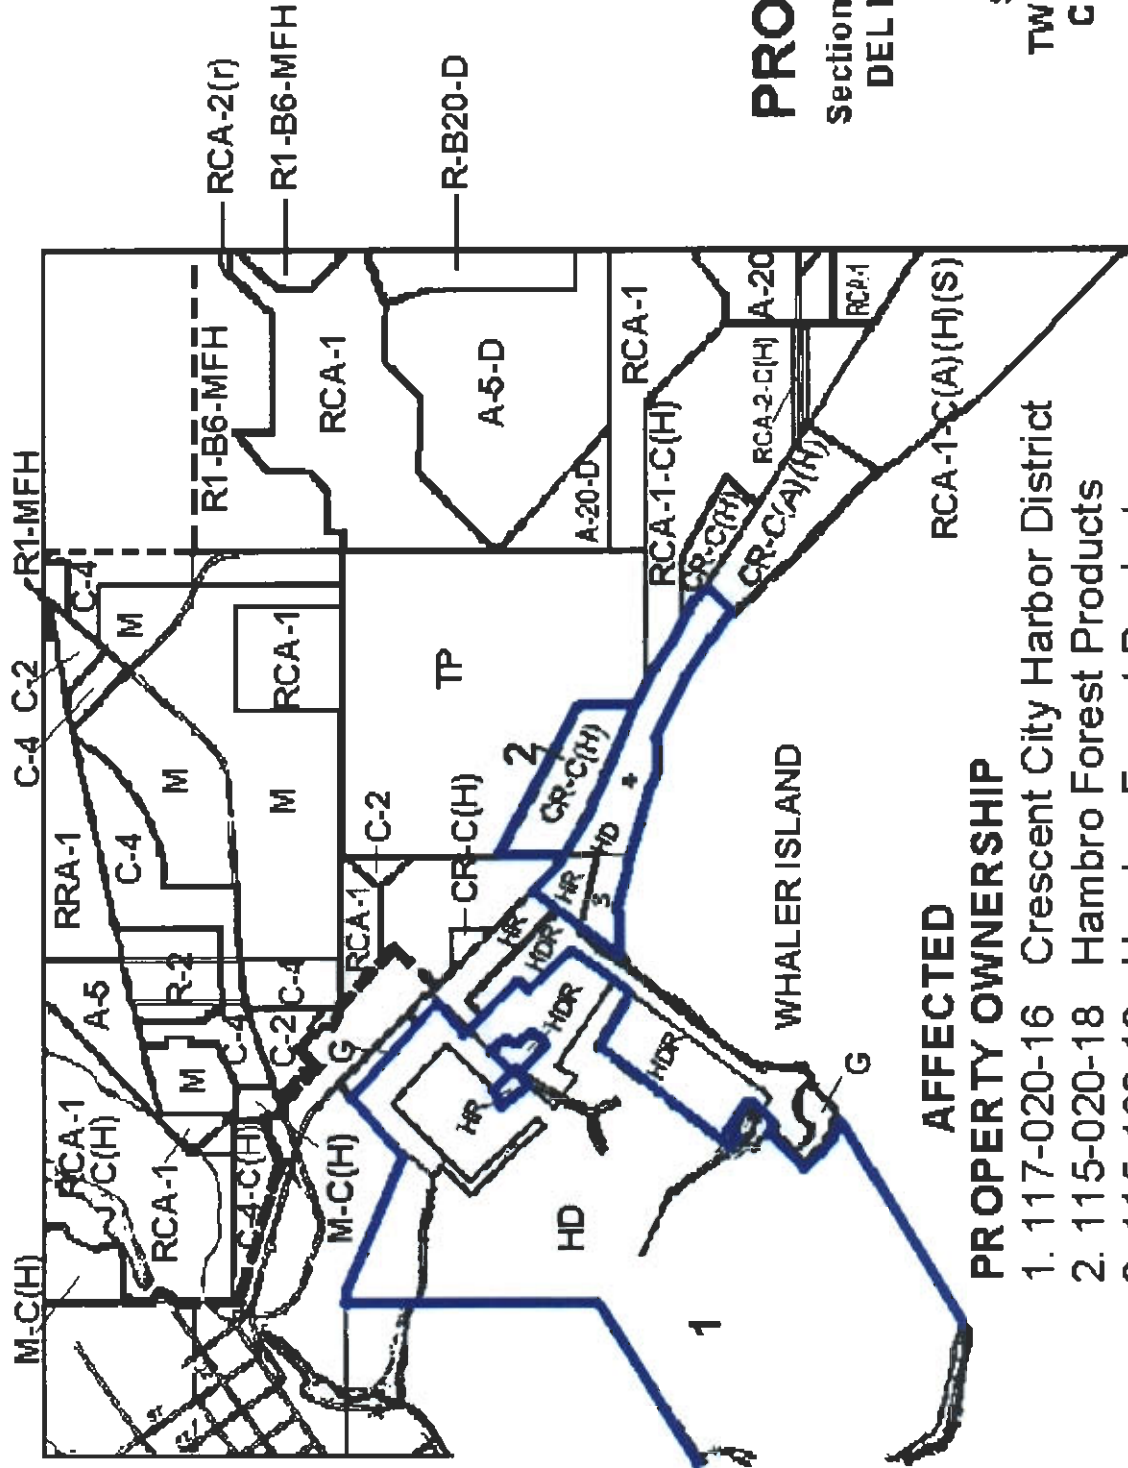 M-C(H)
C-4
C-2
R1-MFH
RCA-1
C(H)
A-5
RRA-1
C-4
M
RCA-2(r)
R1-B6-MFH
R1-B6-MFH
RCA-1
M
R-2
C-4
M
RCA-1
RCA-1
C-4-C(H)
C-4
C-2
C-4
M
M-C(H)
G
RCA-1
C-2
TP
A-5-D
R-B20-D
A-20-D
CR-C(H)
2
CR-C(H)
RCA-1-C(H)
RCA-1
CR-C(H)
RCA-2-C(H)
A-20
RCA-1
CR-C(A)(H)
RCA-1-C(A)(H)(S)
HR
HDR
HR
HD
4
5
HR
HDR
HDR
HD
1
WHALER ISLAND
G
PRO
Section
DEL
TW
C
AFFECTED
PROPERTY OWNERSHIP
1. 117-020-16 Crescent City Harbor District
2. 115-020-18 Hambro Forest Products